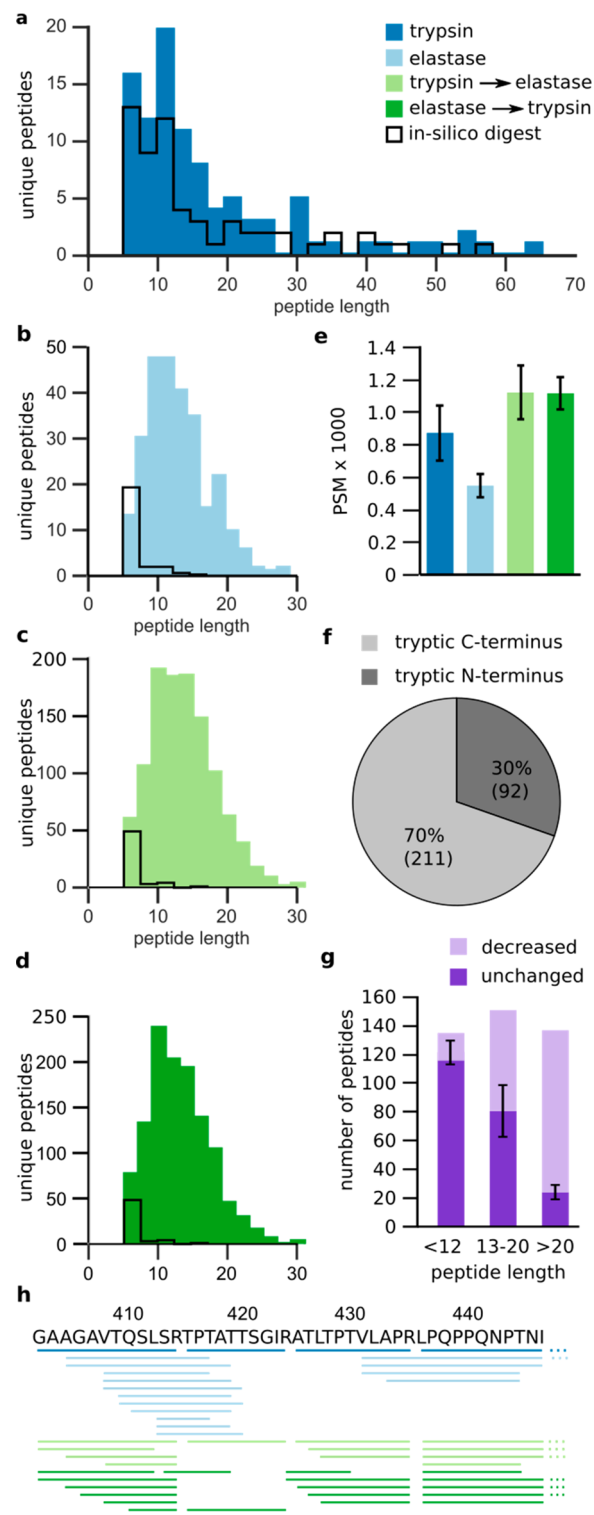 a
20
15
10
5
0
unique peptides
0 10 20 30 40 50 60 70
peptide length
trypsin
elastase
trypsin → elastase
elastase → trypsin
in-silico digest
b
50
40
30
20
10
0
unique peptides
0 10 20 30
peptide length
e
1.4
1.2
1.0
0.8
0.6
0.4
0.2
0
PSM x 1000
c
200
150
100
50
0
unique peptides
0 10 20 30
peptide length
f
tryptic C-terminus
tryptic N-terminus
30%
(92)
70%
(211)
d
250
200
150
100
50
0
unique peptides
0 10 20 30
g
decreased
unchanged
160
140
120
100
80
60
40
20
0
number of peptides
<12 13-20 >20
peptide length
h
410 420 430 440
GAAGAVTQSLSRTPTATTSGIRATLTPTVLAPRLPQPPQNPTNI